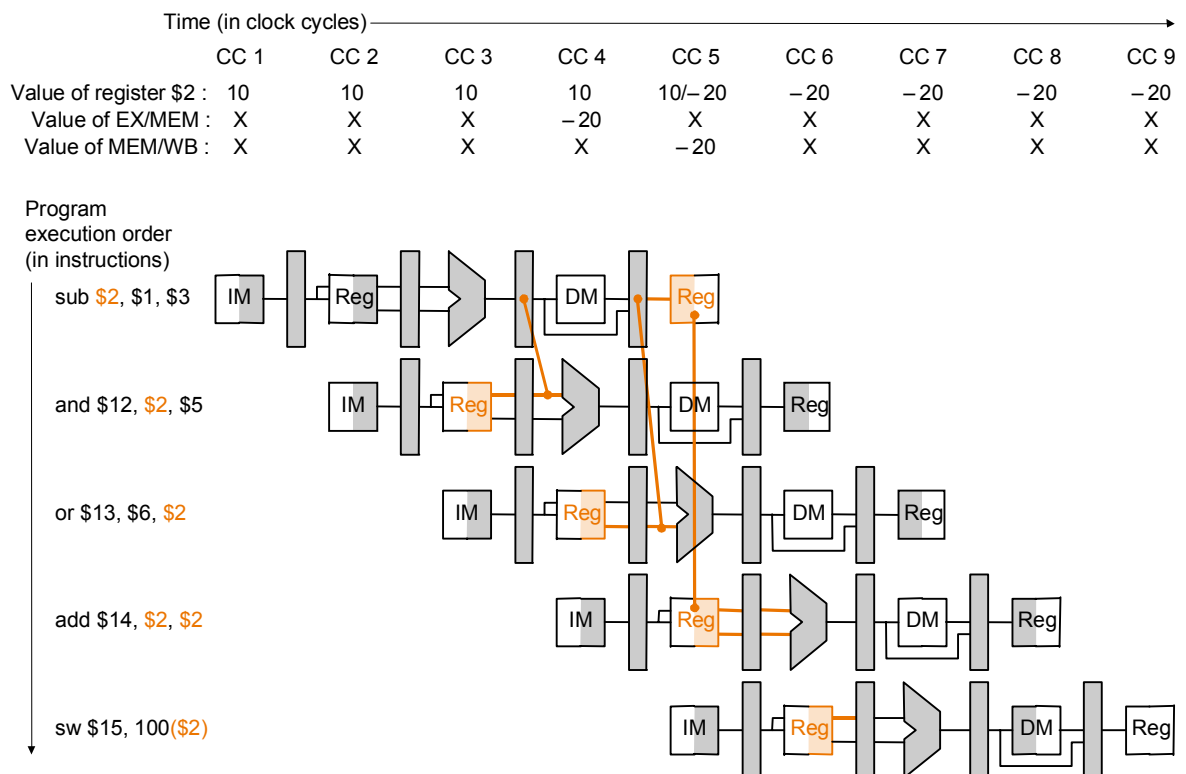 Time (in clock cycles)
CC 1 CC 2 CC 3 CC 4 CC 5 CC 6 CC 7 CC 8 CC 9
Value of register $2 : 10 10 10 10 10/– 20 – 20 – 20 – 20 – 20
Value of EX/MEM : X X X – 20 X X X X X
Value of MEM/WB : X X X X – 20 X X X X
Program
execution order
(in instructions)
sub $2, $1, $3 IM Reg DM Reg
and $12, $2, $5 IM Reg DM Reg
or $13, $6, $2 IM Reg DM Reg
add $14, $2, $2 IM Reg DM Reg
sw $15, 100($2) IM Reg DM Reg